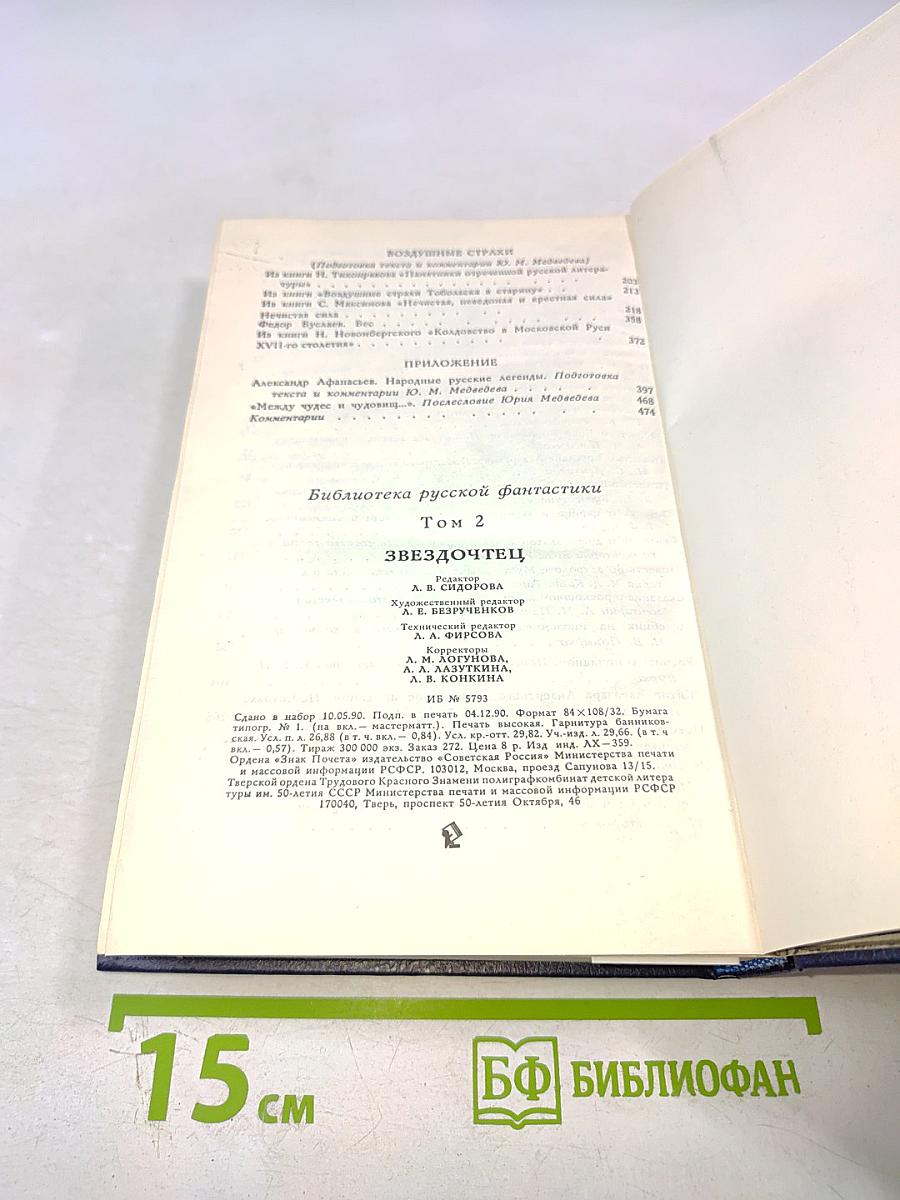 ВОЗДУШНЫЕ СТРАХИ
(Подготовка текста и комментарии Ю. М. Медведева)
Из книги Н. Тихонравова «Памятники отреченной русской литера-
туры» . . . . . . . . . . . . . . 203
Из книги «Воздушные страхи Тобольска в старину» . . . 213
Из книги С. Максимова «Нечистая, неведомая и крестная сила»
Нечистая сила . . . . . . . . . . . . . . 218
Федор Буслаев. Бес . . . . . . . . . . . . . 358
Из книги Н. Новомбергского «Колдовство в Московской Руси
XVII-го столетия» . . . . . . . . . . . . . 372
ПРИЛОЖЕНИЕ
Александр Афанасьев. Народные русские легенды. Подготовка
текста и комментарии Ю. М. Медведева . . . . . . 397
«Между чудес и чудовищ...». Послесловие Юрия Медведева 468
Комментарии . . . . . . . . . . . . . 474
Библиотека русской фантастики
Том 2
ЗВЕЗДОЧТЕЦ
Редактор
Л. В. СИДОРОВА
Художественный редактор
Л. Е. БЕЗРУЧЕНКОВ
Технический редактор
Л. А. ФИРСОВА
Корректоры
Л. М. ЛОГУНОВА,
А. Л. ЛАЗУТКИНА,
Л. В. КОНКИНА
ИБ № 5793
Сдано в набор 10.05.90. Подп. в печать 04.12.90. Формат 84×108/32. Бумага
типогр. № 1. (на вкл.— мастерматт.). Печать высокая. Гарнитура банников-
ская. Усл. п. л. 26,88 (в т. ч. вкл.— 0,84). Усл. кр.-отт. 29,82. Уч.-изд. л. 29,66. (в т. ч
вкл.— 0,57). Тираж 300 000 экз. Заказ 272. Цена 8 р. Изд инд. ЛХ—359.
Ордена «Знак Почета» издательство «Советская Россия» Министерства печати
и массовой информации РСФСР. 103012, Москва, проезд Сапунова 13/15.
Тверской ордена Трудового Красного Знамени полиграфкомбинат детской литера
туры им. 50-летия СССР Министерства печати и массовой информации РСФСР
170040, Тверь, проспект 50-летия Октября, 46
15 см
БФ БИБЛИОФАН